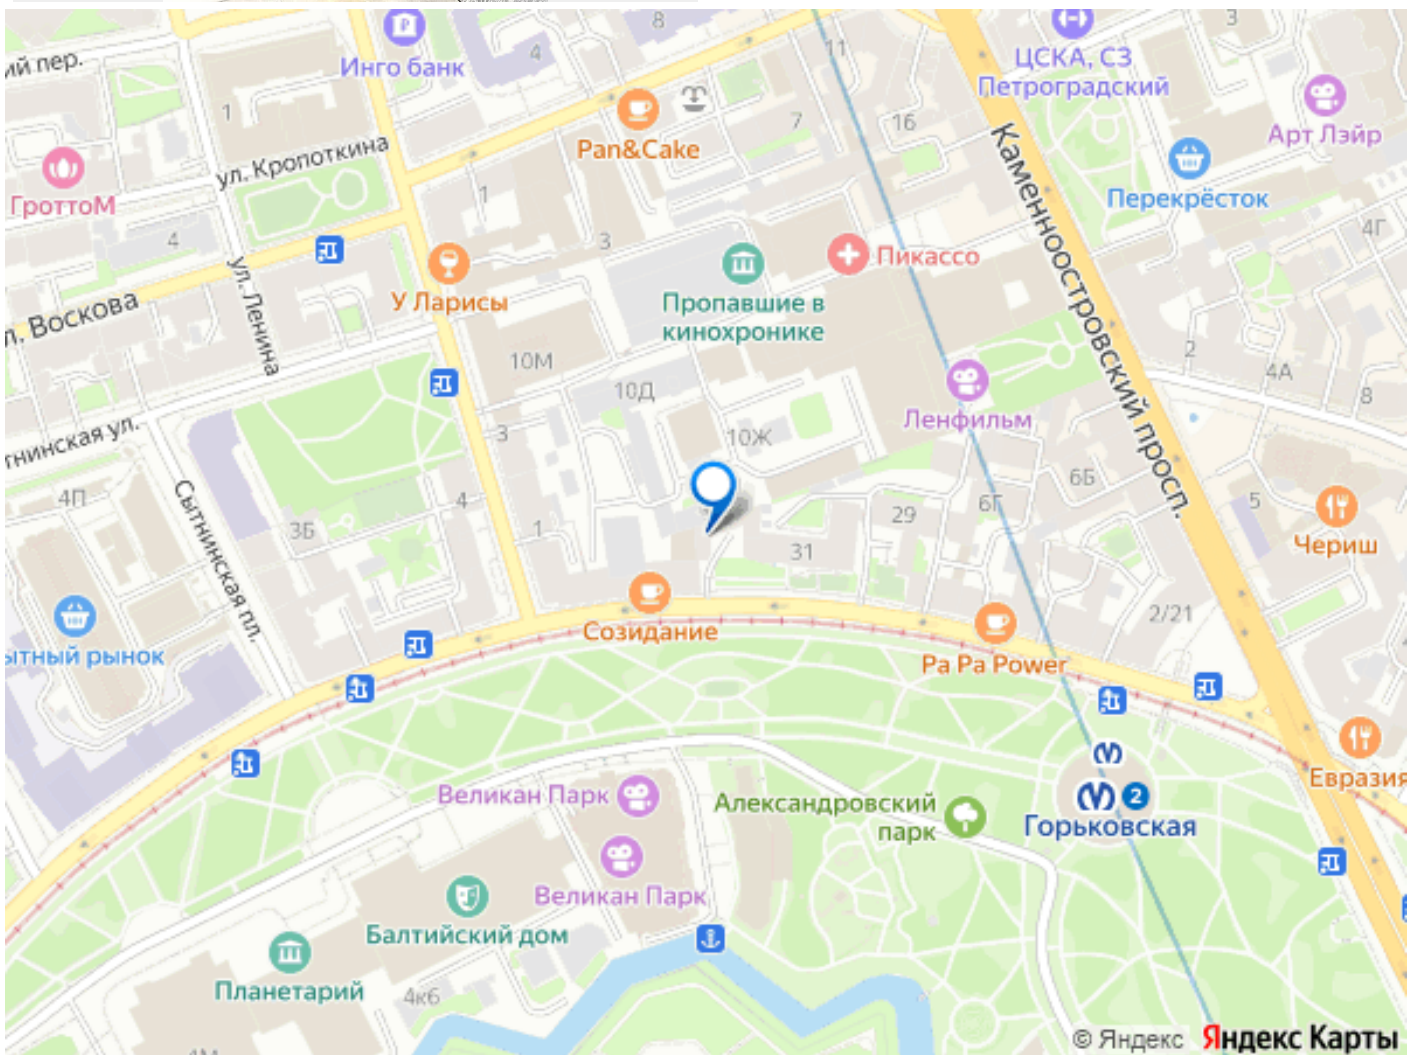 ий пер.
Инго банк
8
4
11
3
ЦСКА, СЗ
Петроградский
Арт Лэйр
1
7
16
Pan&Cake
ул. Кропоткина
Перекрёсток
ГроттоМ
1
4
3
4Г
Каменноостровский просп.
Пикассо
У Ларисы
Пропавшие в
кинохронике
ул. Ленина
л. Воскова
10М
10Д
2
4А
8
Ленфильм
тнинская ул.
3
10Ж
4П
Сытнинская пл.
4
6Б
6Г
29
5
3Б
1
31
Чериш
Созидание
2/21
ытный рынок
Pa Pa Power
Великан Парк
Александровский
парк
2
Горьковская
Евразия
Великан Парк
Балтийский дом
Планетарий
4к6
© Яндекс Яндекс Карты